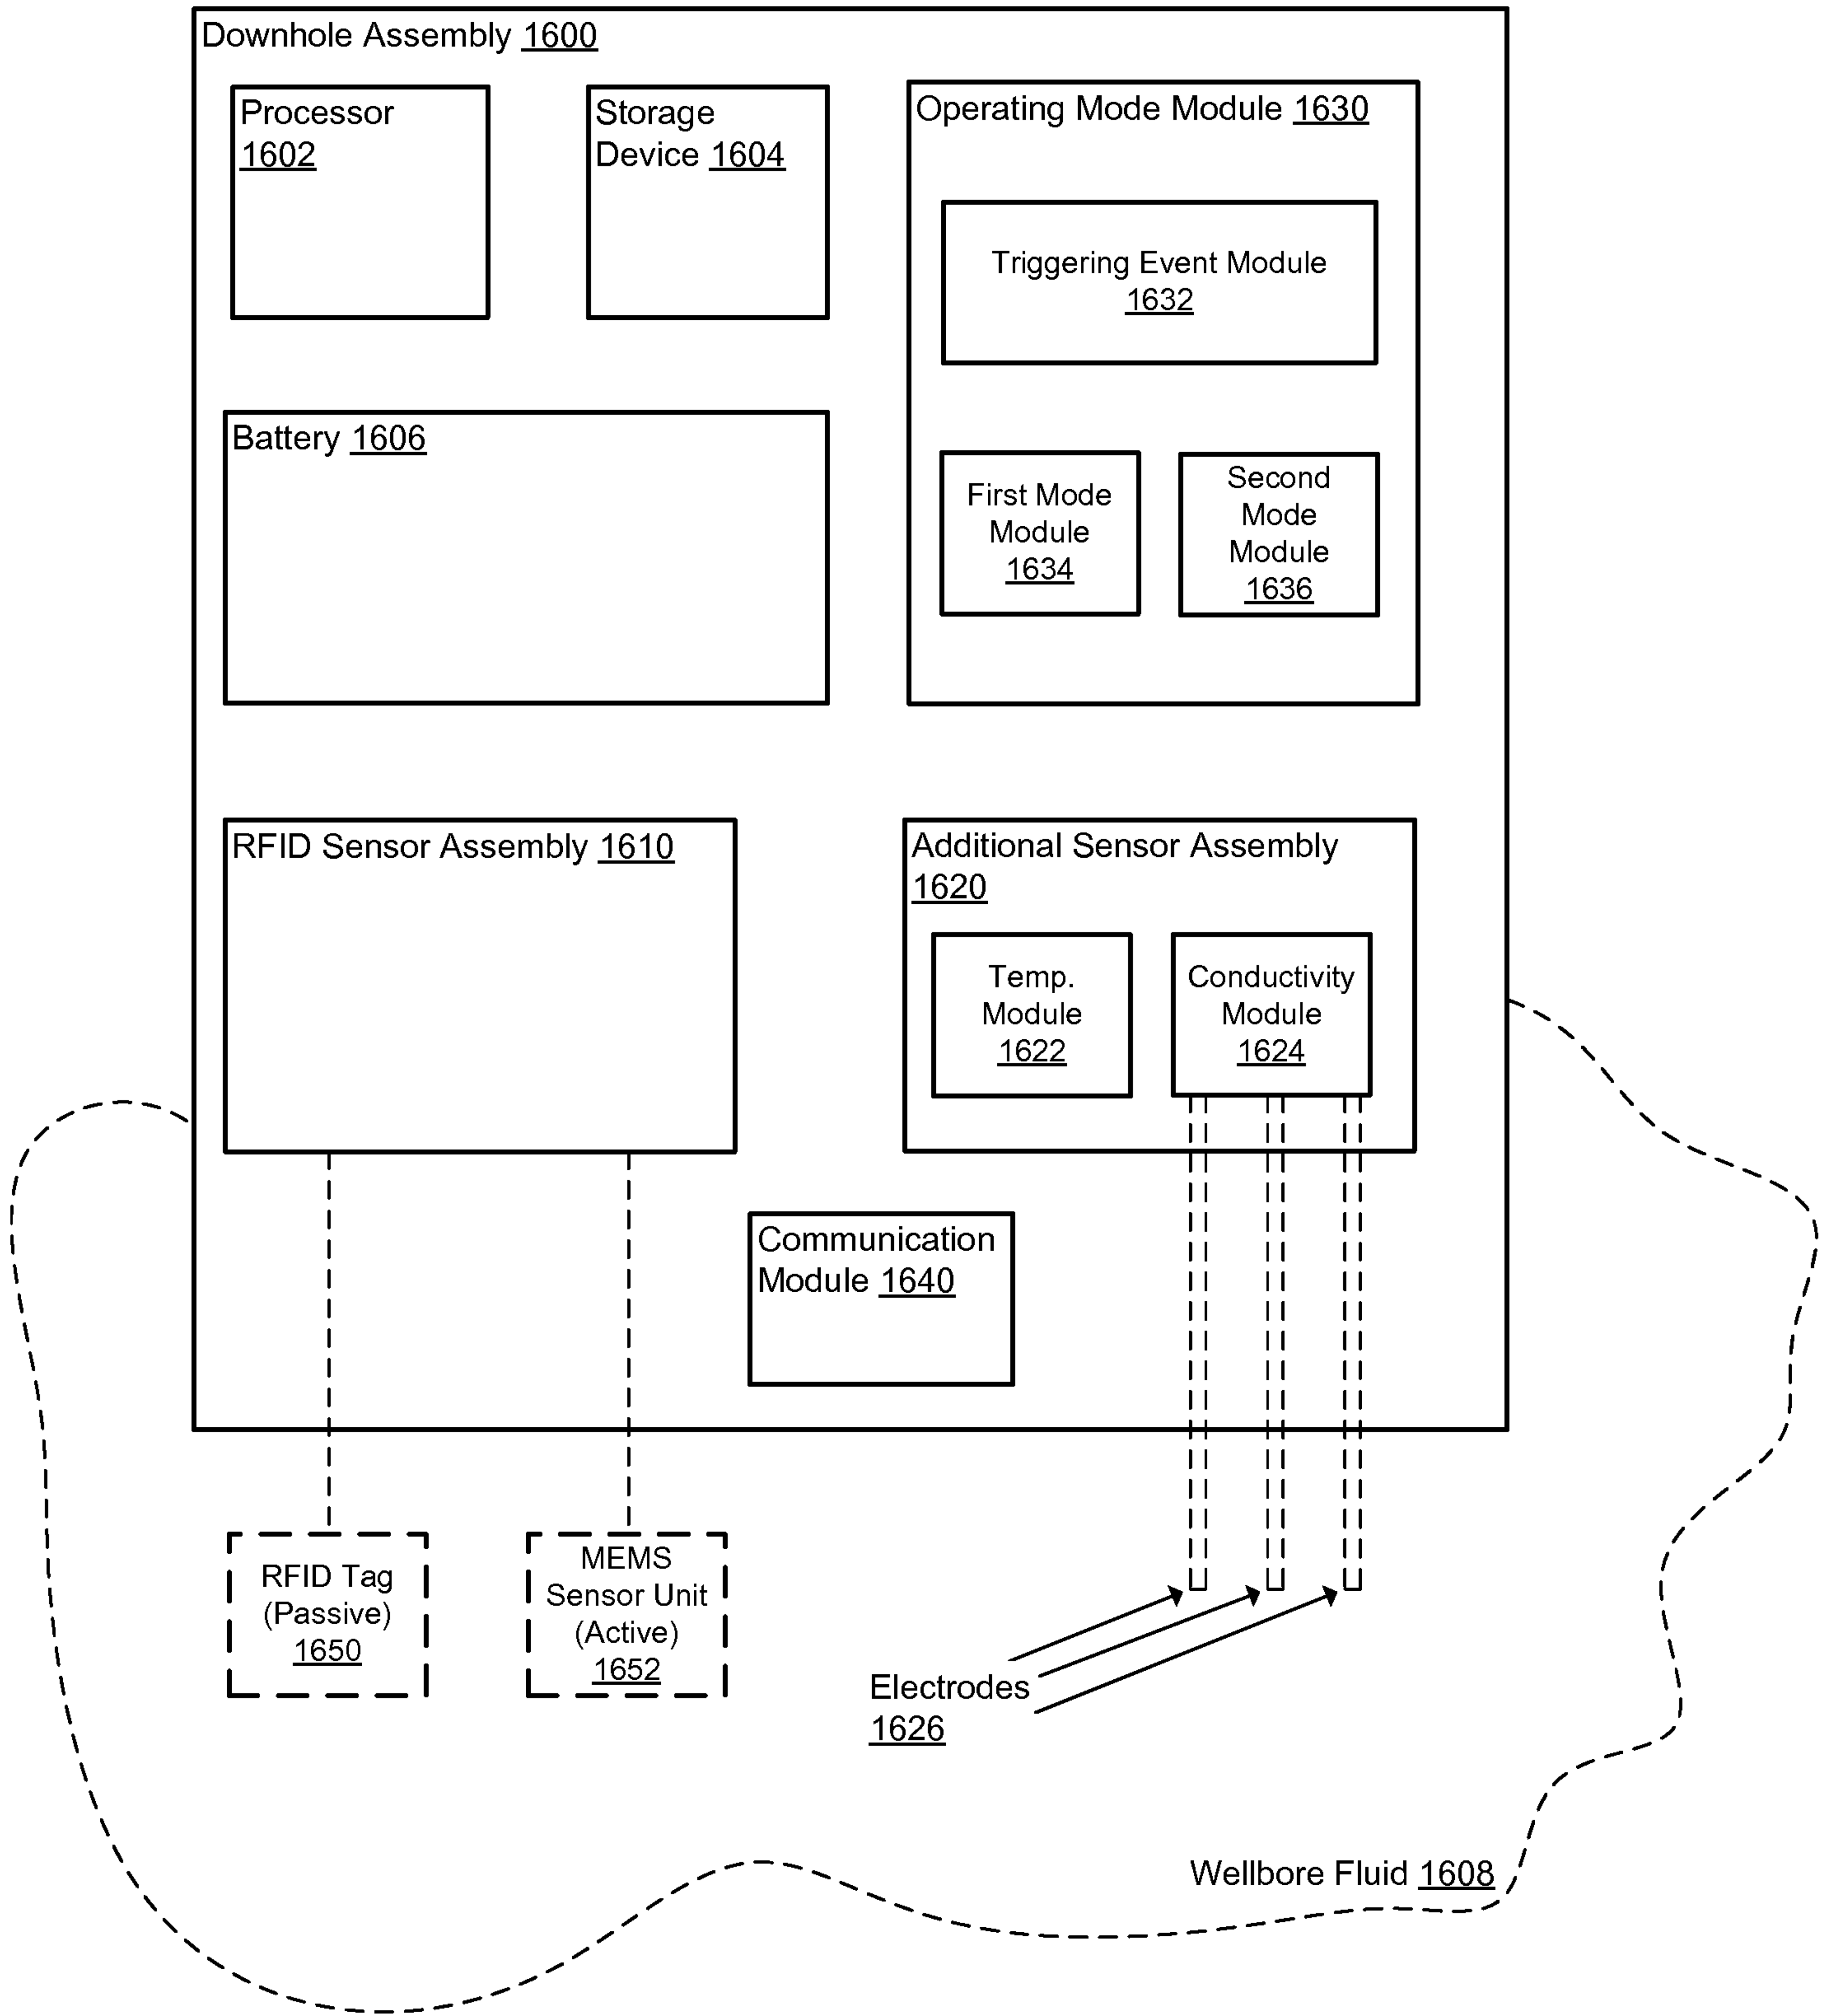 Downhole Assembly 1600
Processor
1602
Storage
Device 1604
Operating Mode Module 1630
Triggering Event Module
1632
Battery 1606
First Mode
Module
1634
Second
Mode
Module
1636
RFID Sensor Assembly 1610
Additional Sensor Assembly
1620
Temp.
Module
1622
Conductivity
Module
1624
Communication
Module 1640
RFID Tag
(Passive)
1650
MEMS
Sensor Unit
(Active)
1652
Electrodes
1626
Wellbore Fluid 1608